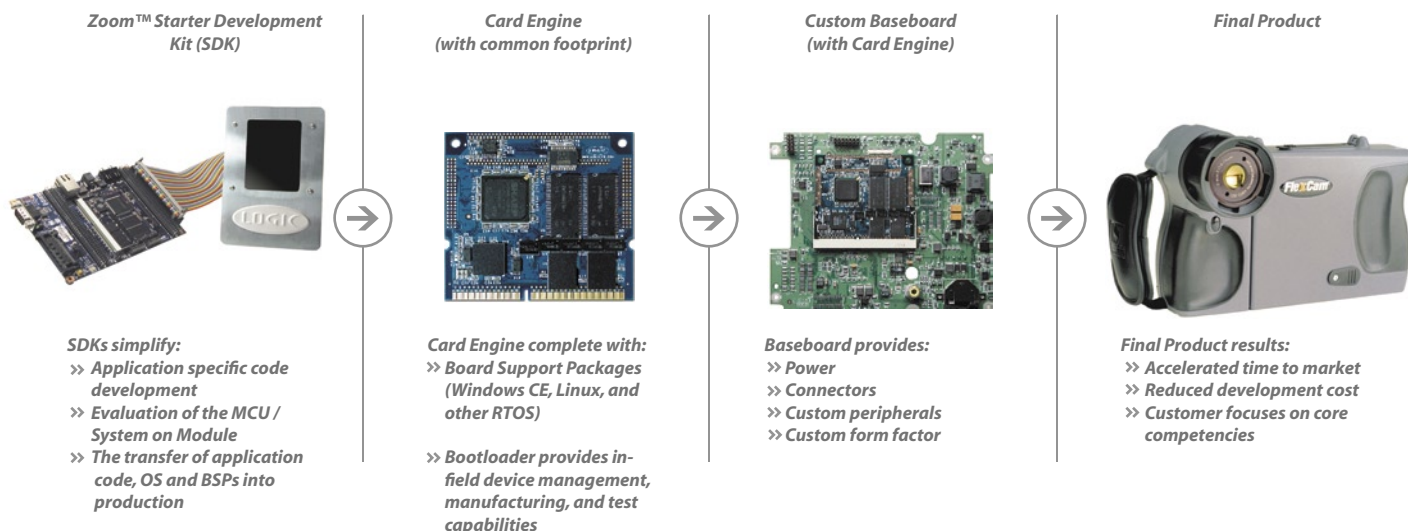 Zoom™ Starter Development
Kit (SDK)
Card Engine
(with common footprint)
Custom Baseboard
(with Card Engine)
Final Product
LOGIC
FlexCam
SDKs simplify:
» Application specific code
development
» Evaluation of the MCU /
System on Module
» The transfer of application
code, OS and BSPs into
production
Card Engine complete with:
» Board Support Packages
(Windows CE, Linux, and
other RTOS)
» Bootloader provides in-
field device management,
manufacturing, and test
capabilities
Baseboard provides:
» Power
» Connectors
» Custom peripherals
» Custom form factor
Final Product results:
» Accelerated time to market
» Reduced development cost
» Customer focuses on core
competencies